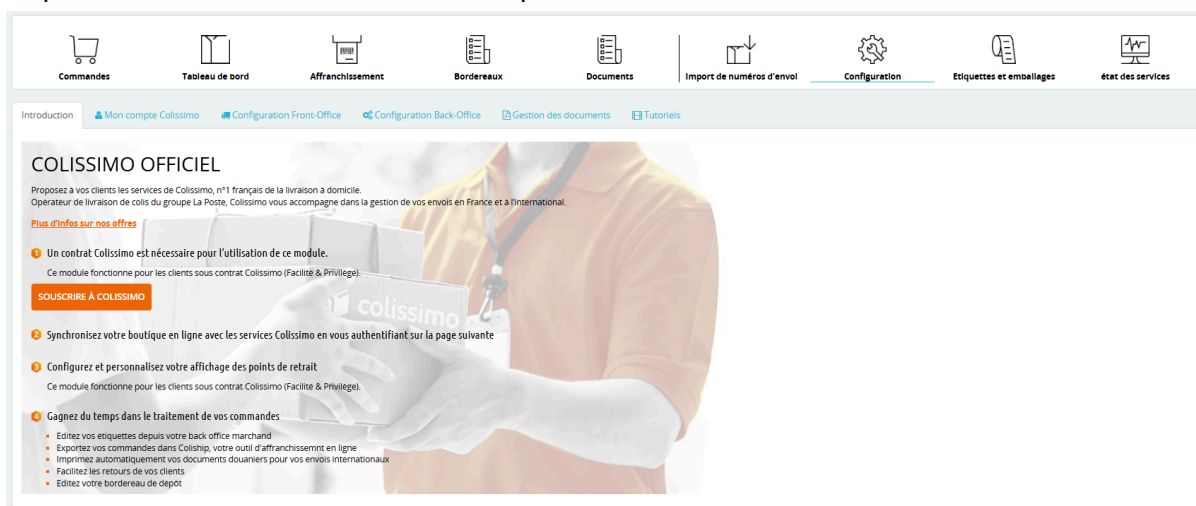 Commandes
Tableau de bord
Affranchissement
Bordereaux
Documents
Import de numéros d'envoi
Configuration
Etiquettes et emballages
état des services
Introduction
Mon compte Colissimo
Configuration Front-Office
Configuration Back-Office
Gestion des documents
Tutoriels
COLISSIMO OFFICIEL
Proposez à vos clients les services de Colissimo, n°1 français de la livraison à domicile.
Opérateur de livraison de colis du groupe La Poste, Colissimo vous accompagne dans la gestion de vos envois en France et à l'international.
Plus d'infos sur nos offres
1 Un contrat Colissimo est nécessaire pour l'utilisation de ce module.
Ce module fonctionne pour les clients sous contrat Colissimo (Facilité & Privilège).
SOUSCRIRE À COLISSIMO
colissimo
2 Synchronisez votre boutique en ligne avec les services Colissimo en vous authentifiant sur la page suivante
3 Configurez et personnalisez votre affichage des points de retrait
Ce module fonctionne pour les clients sous contrat Colissimo (Facilité & Privilège).
4 Gagnez du temps dans le traitement de vos commandes
Editez vos étiquettes depuis votre back office marchand
Exportez vos commandes dans Coliship, votre outil d'affranchissemnt en ligne
Imprimez automatiquement vos documents douaniers pour vos envois internationaux
Facilitez les retours de vos clients
Editez votre bordereau de dépôt